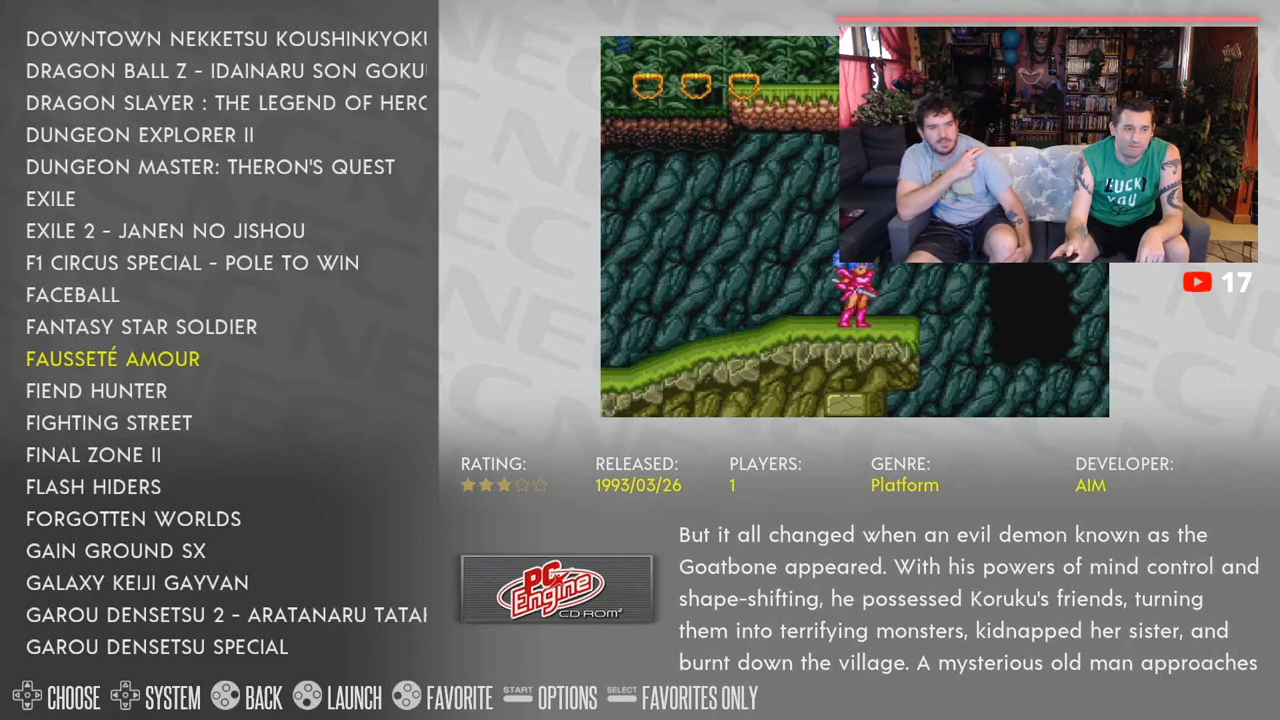 DOWNTOWN NEKKETSU KOUSHINKYOKU
DRAGON BALL Z - IDAINARU SON GOKU
DRAGON SLAYER : THE LEGEND OF HERO
DUNGEON EXPLORER II
DUNGEON MASTER: THERON'S QUEST
EXILE
EXILE 2 - JANEN NO JISHOU
F1 CIRCUS SPECIAL - POLE TO WIN
FACEBALL
FANTASY STAR SOLDIER
FAUSSETÉ AMOUR
FIEND HUNTER
FIGHTING STREET
FINAL ZONE II
FLASH HIDERS
FORGOTTEN WORLDS
GAIN GROUND SX
GALAXY KEIJI GAYVAN
GAROU DENSETSU 2 - ARATANARU TATAK
GAROU DENSETSU SPECIAL
YOU
17
RATING: RELEASED: PLAYERS: GENRE: DEVELOPER:
1993/03/26 1 Platform AIM
PC Engine
CD ROM²
But it all changed when an evil demon known as the
Goatbone appeared. With his powers of mind control and
shape-shifting, he possessed Koruku's friends, turning
them into terrifying monsters, kidnapped her sister, and
burnt down the village. A mysterious old man approaches
CHOOSE SYSTEM BACK LAUNCH FAVORITE START OPTIONS SELECT FAVORITES ONLY